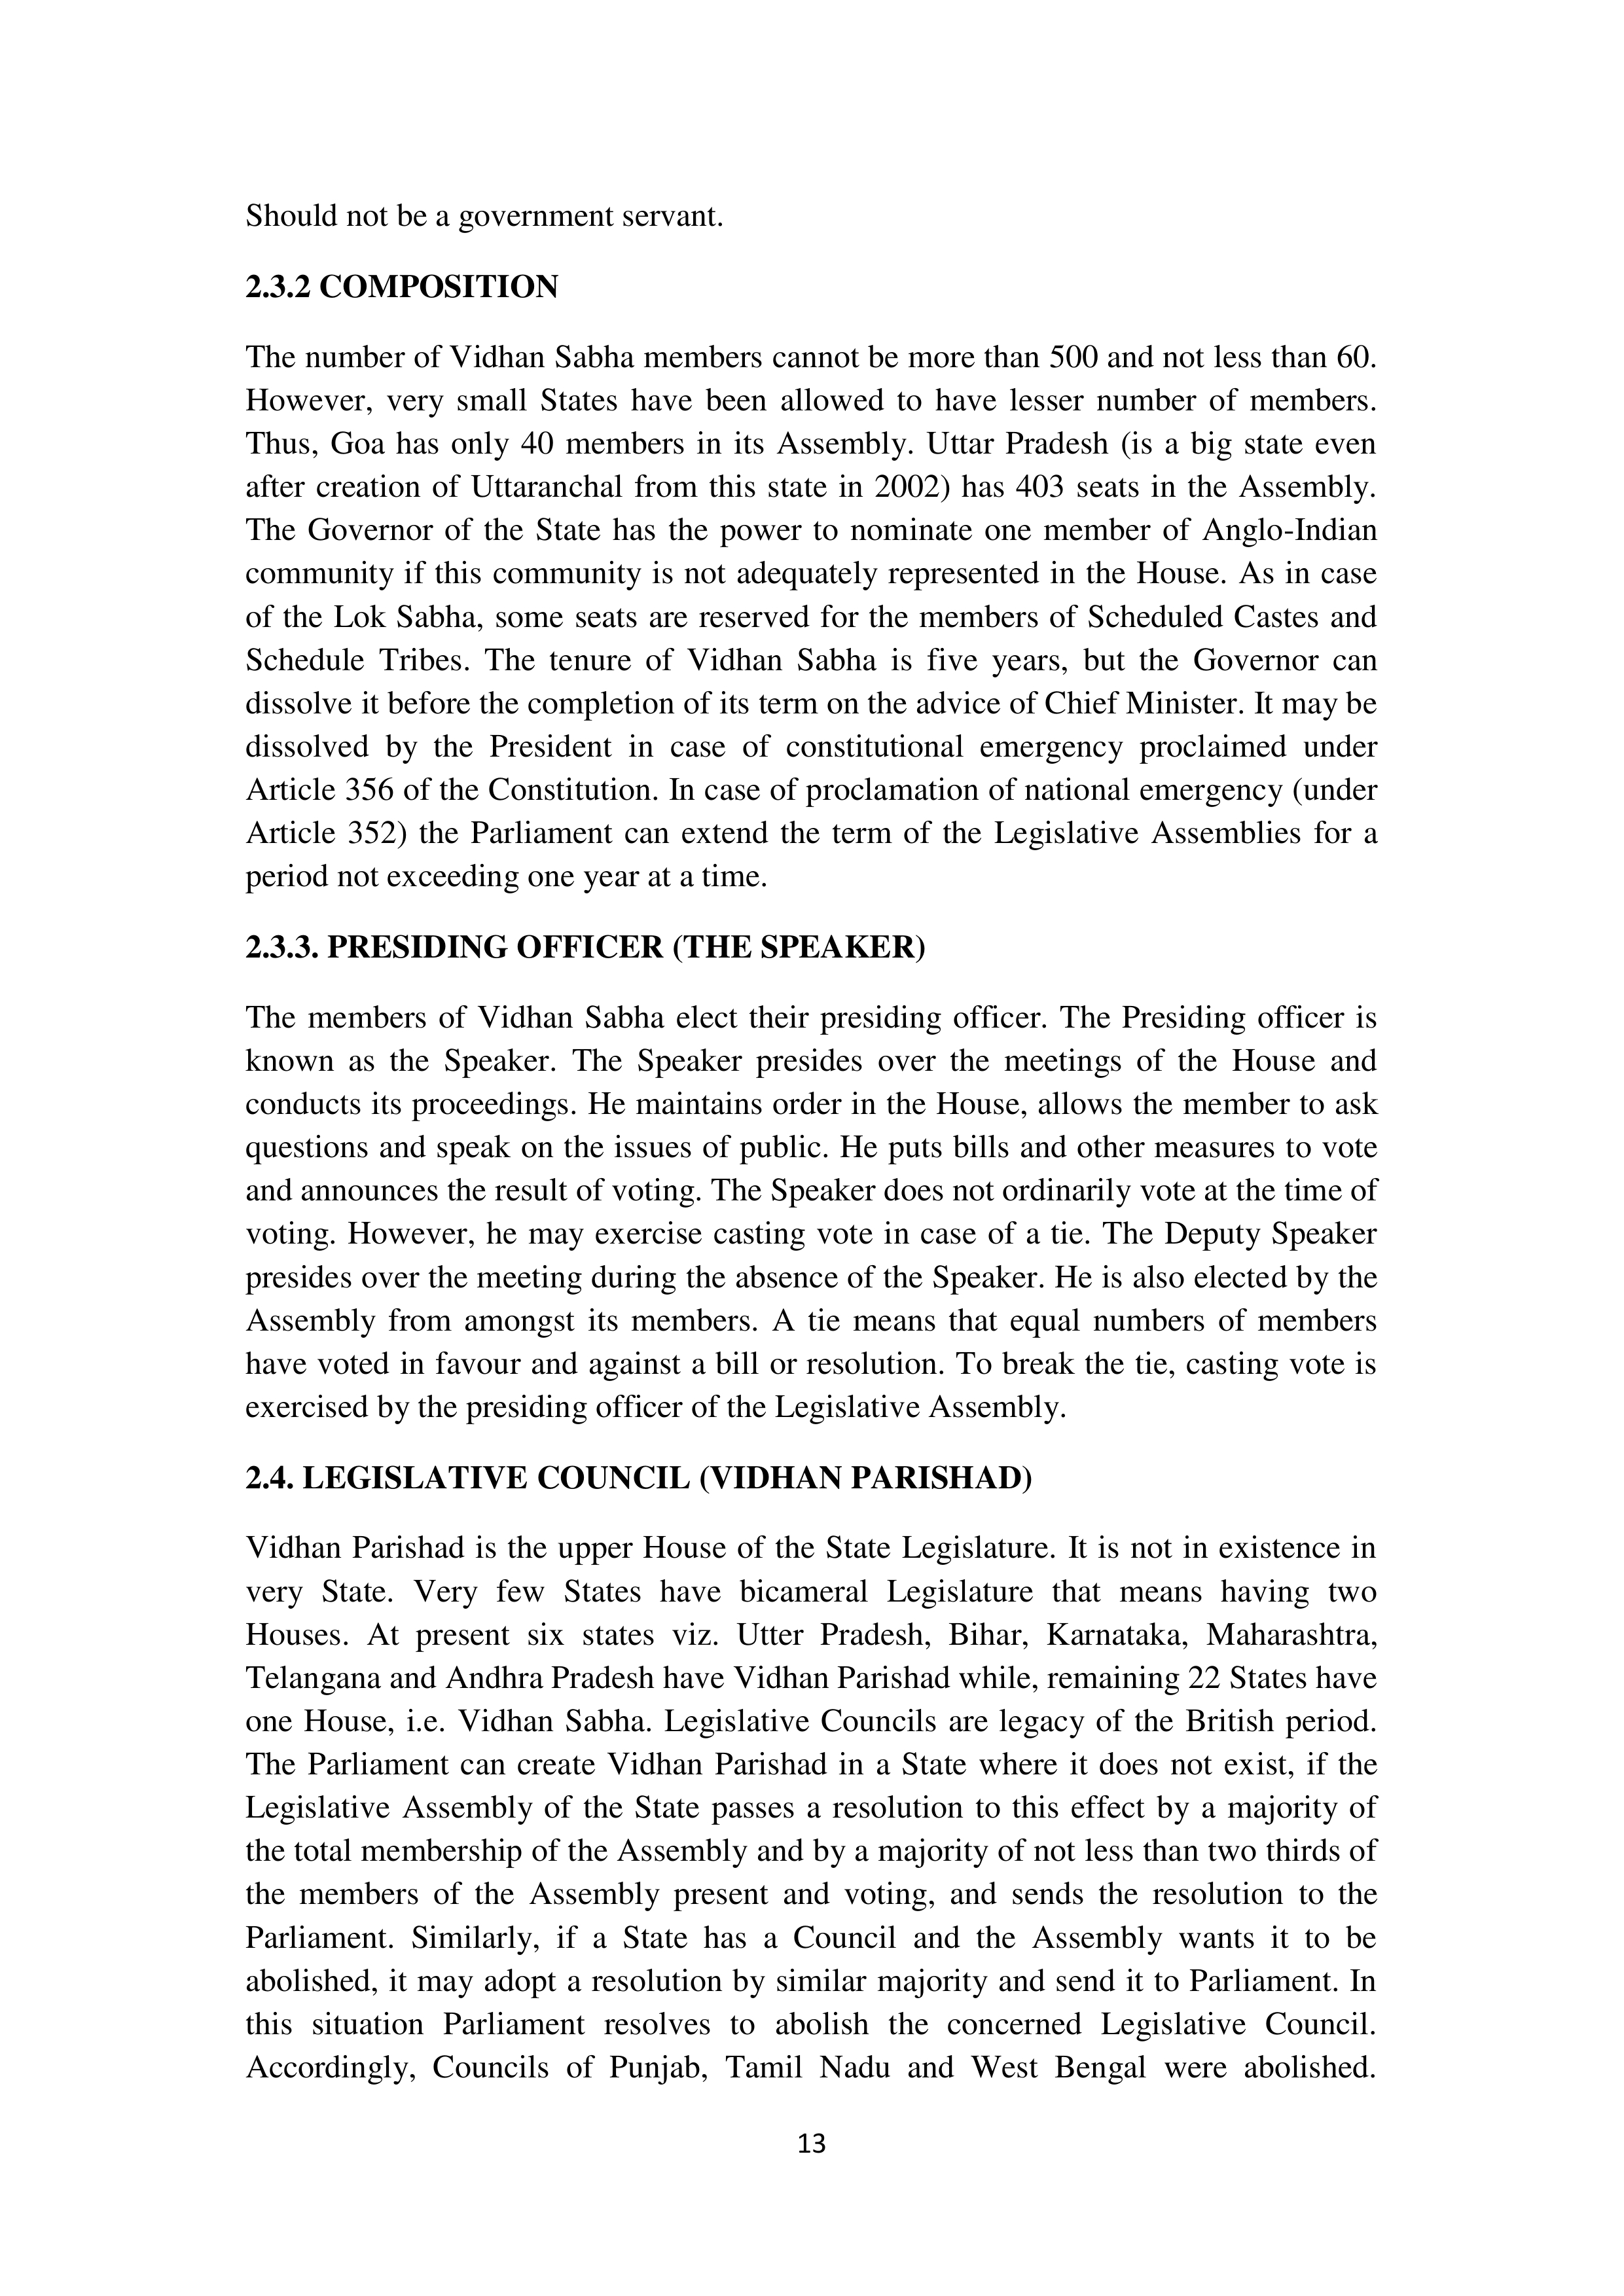 Should not be a government servant.
2.3.2 COMPOSITION
The number of Vidhan Sabha members cannot be more than 500 and not less than 60.
However, very small States have been allowed to have lesser number of members.
Thus, Goa has only 40 members in its Assembly. Uttar Pradesh (is a big state even
after creation of Uttaranchal from this state in 2002) has 403 seats in the Assembly.
The Governor of the State has the power to nominate one member of Anglo-Indian
community if this community is not adequately represented in the House. As in case
of the Lok Sabha, some seats are reserved for the members of Scheduled Castes and
Schedule Tribes. The tenure of Vidhan Sabha is five years, but the Governor can
dissolve it before the completion of its term on the advice of Chief Minister. It may be
dissolved by the President in case of constitutional emergency proclaimed under
Article 356 of the Constitution. In case of proclamation of national emergency (under
Article 352) the Parliament can extend the term of the Legislative Assemblies for a
period not exceeding one year at a time.
2.3.3. PRESIDING OFFICER (THE SPEAKER)
The members of Vidhan Sabha elect their presiding officer. The Presiding officer is
known as the Speaker. The Speaker presides over the meetings of the House and
conducts its proceedings. He maintains order in the House, allows the member to ask
questions and speak on the issues of public. He puts bills and other measures to vote
and announces the result of voting. The Speaker does not ordinarily vote at the time of
voting. However, he may exercise casting vote in case of a tie. The Deputy Speaker
presides over the meeting during the absence of the Speaker. He is also elected by the
Assembly from amongst its members. A tie means that equal numbers of members
have voted in favour and against a bill or resolution. To break the tie, casting vote is
exercised by the presiding officer of the Legislative Assembly.
2.4. LEGISLATIVE COUNCIL (VIDHAN PARISHAD)
Vidhan Parishad is the upper House of the State Legislature. It is not in existence in
very State. Very few States have bicameral Legislature that means having two
Houses. At present six states viz. Utter Pradesh, Bihar, Karnataka, Maharashtra,
Telangana and Andhra Pradesh have Vidhan Parishad while, remaining 22 States have
one House, i.e. Vidhan Sabha. Legislative Councils are legacy of the British period.
The Parliament can create Vidhan Parishad in a State where it does not exist, if the
Legislative Assembly of the State passes a resolution to this effect by a majority of
the total membership of the Assembly and by a majority of not less than two thirds of
the members of the Assembly present and voting, and sends the resolution to the
Parliament. Similarly, if a State has a Council and the Assembly wants it to be
abolished, it may adopt a resolution by similar majority and send it to Parliament. In
this situation Parliament resolves to abolish the concerned Legislative Council.
Accordingly, Councils of Punjab, Tamil Nadu and West Bengal were abolished.
13